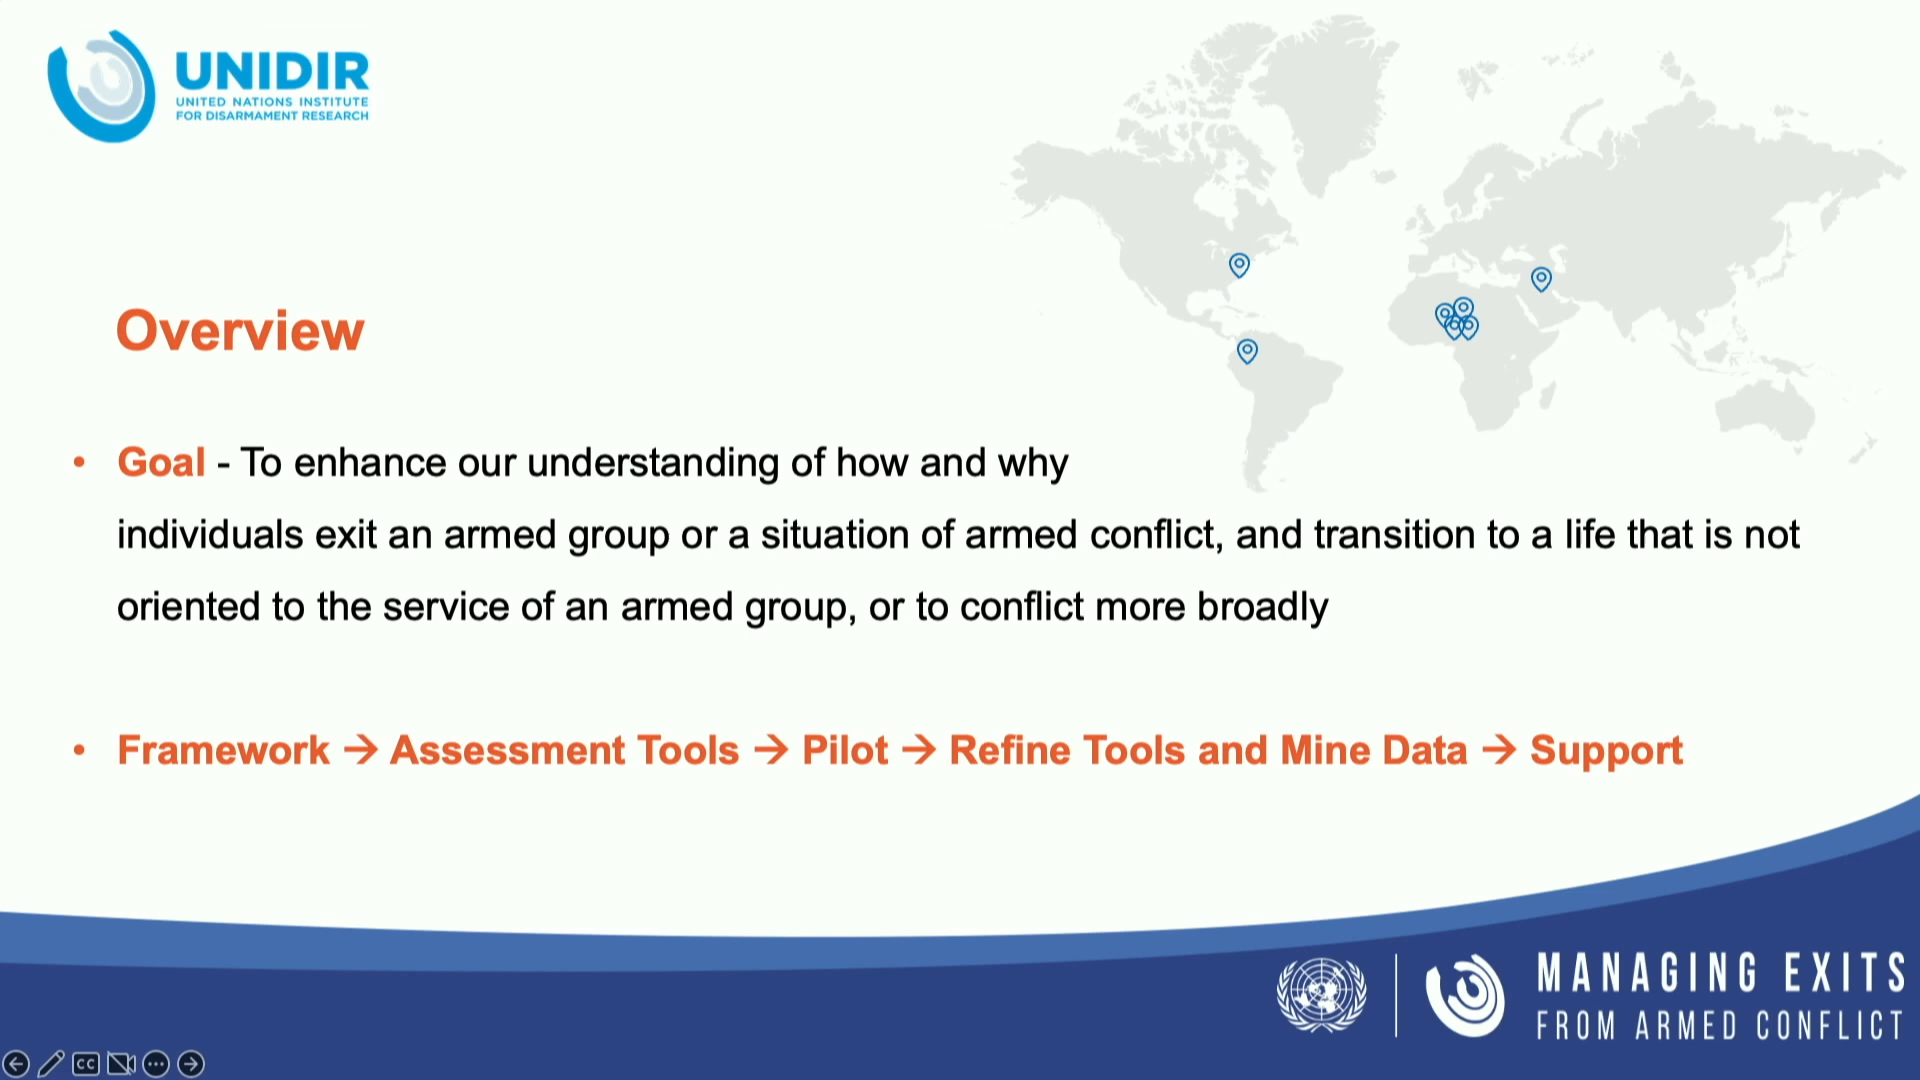 UNIDIR
UNITED NATIONS INSTITUTE
FOR DISARMAMENT RESEARCH
Overview
• Goal - To enhance our understanding of how and why
individuals exit an armed group or a situation of armed conflict, and transition to a life that is not
oriented to the service of an armed group, or to conflict more broadly
• Framework → Assessment Tools → Pilot → Refine Tools and Mine Data → Support
MANAGING EXITS
FROM ARMED CONFLICT
CC